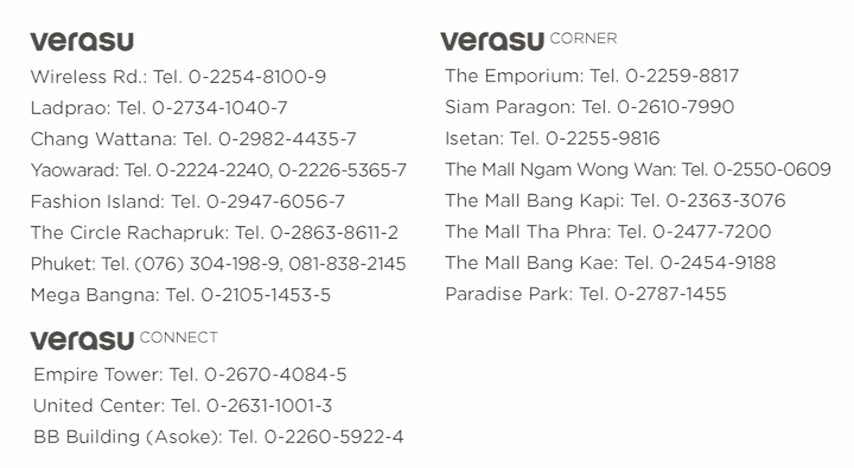 verasu
Wireless Rd.: Tel. 0-2254-8100-9
Ladprao: Tel. 0-2734-1040-7
Chang Wattana: Tel. 0-2982-4435-7
Yaowarad: Tel. 0-2224-2240, 0-2226-5365-7
Fashion Island: Tel. 0-2947-6056-7
The Circle Rachapruk: Tel. 0-2863-8611-2
Phuket: Tel. (076) 304-198-9, 081-838-2145
Mega Bangna: Tel. 0-2105-1453-5
verasu CONNECT
Empire Tower: Tel. 0-2670-4084-5
United Center: Tel. 0-2631-1001-3
BB Building (Asoke): Tel. 0-2260-5922-4
verasu CORNER
The Emporium: Tel. 0-2259-8817
Siam Paragon: Tel. 0-2610-7990
Isetan: Tel. 0-2255-9816
The Mall Ngam Wong Wan: Tel. 0-2550-0609
The Mall Bang Kapi: Tel. 0-2363-3076
The Mall Tha Phra: Tel. 0-2477-7200
The Mall Bang Kae: Tel. 0-2454-9188
Paradise Park: Tel. 0-2787-1455